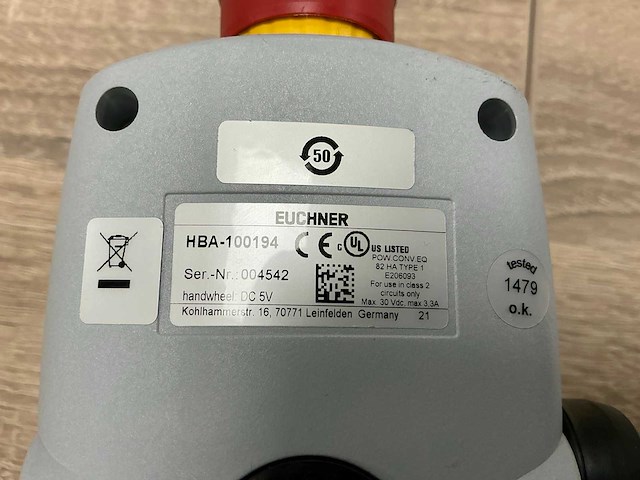 50
EUCHNER
HBA-100194
CE
c UL US LISTED
POW.CONV.EQ
82 HA TYPE 1
E206093
For use in class 2
circuits only
Max. 30 Vdc, max 3.3A
Ser.-Nr.: 004542
handwheel: DC 5V
Kohlhammerstr. 16, 70771 Leinfelden Germany 21
tested
1479
o.k.